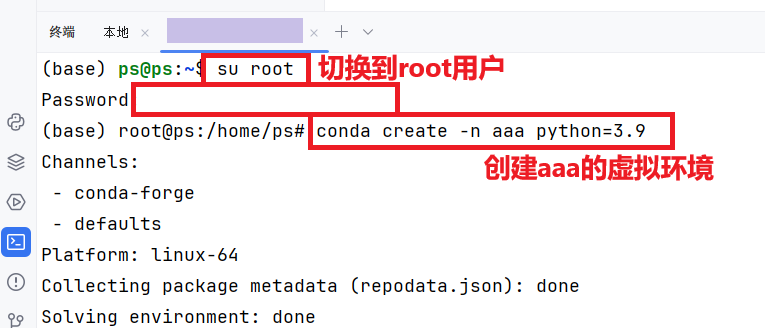 终端 本地
(base) ps@ps:~$ su root 切换到root用户
Password
(base) root@ps:/home/ps# conda create -n aaa python=3.9
创建aaa的虚拟环境
Channels:
- conda-forge
- defaults
Platform: linux-64
Collecting package metadata (repodata.json): done
Solving environment: done